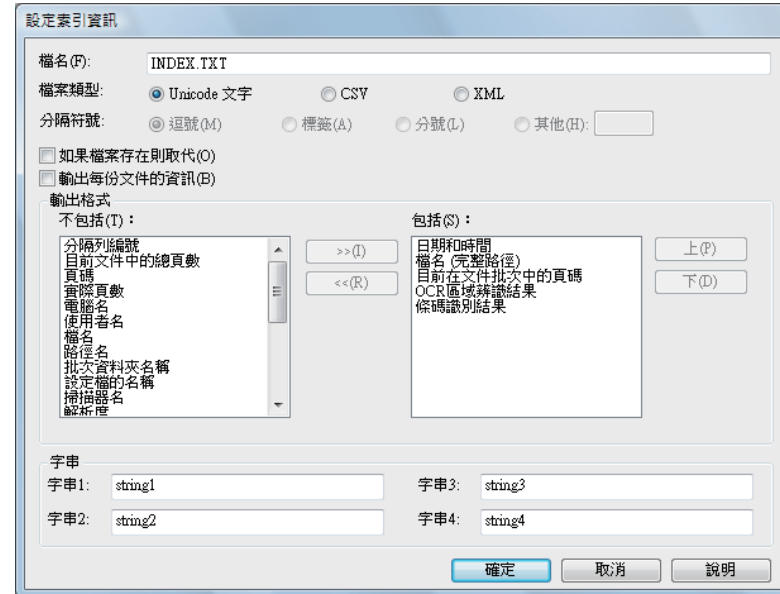 設定索引資訊
檔名(F): INDEX.TXT
檔案類型: Unicode 文字 CSV XML
分隔符號: 逗號(M) 標籤(A) 分號(L) 其他(H):
如果檔案存在則取代(O)
輸出每份文件的資訊(B)
輸出格式
不包括(T)：
分隔列編號
目前文件中的總頁數
頁碼
實際頁數
電腦名
使用者名
檔名
路徑名
批次資料夾名稱
設定檔的名稱
掃描器名
解析度
>>(I)
<<(R)
包括(S)：
日期和時間
檔名 (完整路徑)
目前在文件批次中的頁碼
OCR區域辨識結果
條碼識別結果
上(P)
下(D)
字串
字串1: string1 字串3: string3
字串2: string2 字串4: string4
確定 取消 說明